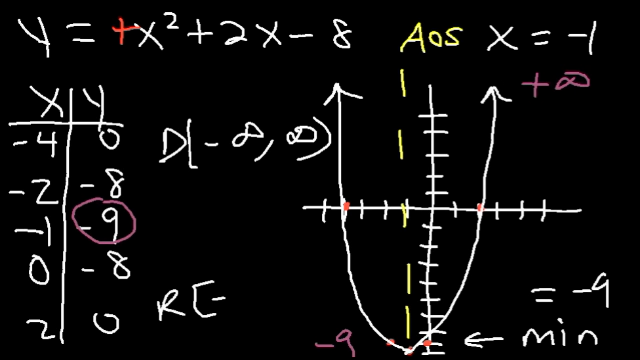 y = +x² + 2x - 8
AOS x = -1
+∞
x y
-4 0
-2 -8
-1 -9
0 -8
2 0
D(-∞, ∞)
R[-
-9
= -9
← min